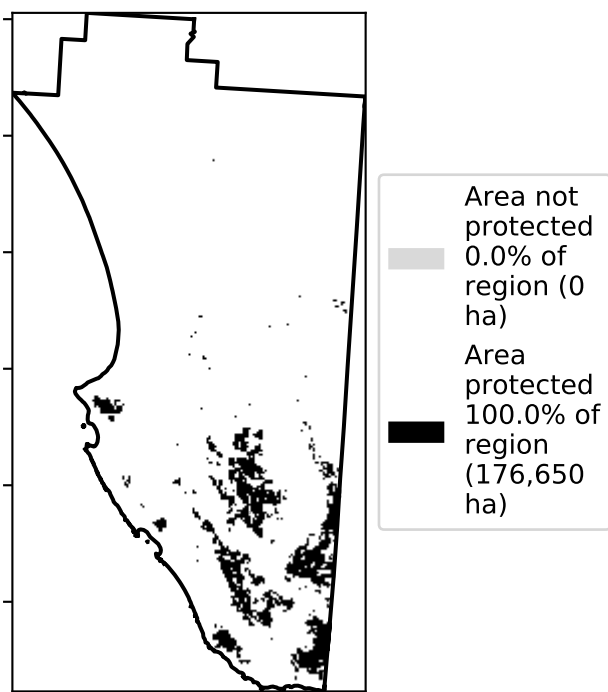 Area not
protected
0.0% of
region (0
ha)
Area
protected
100.0% of
region
(176,650
ha)